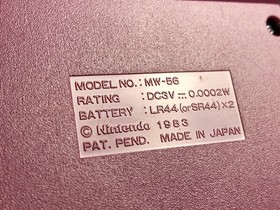 MODEL NO.: MW-56
RATING : DC3V ⎓ 0.0002W
BATTERY : LR44 (or SR44) X2
© Nintendo 1983
PAT. PEND. MADE IN JAPAN